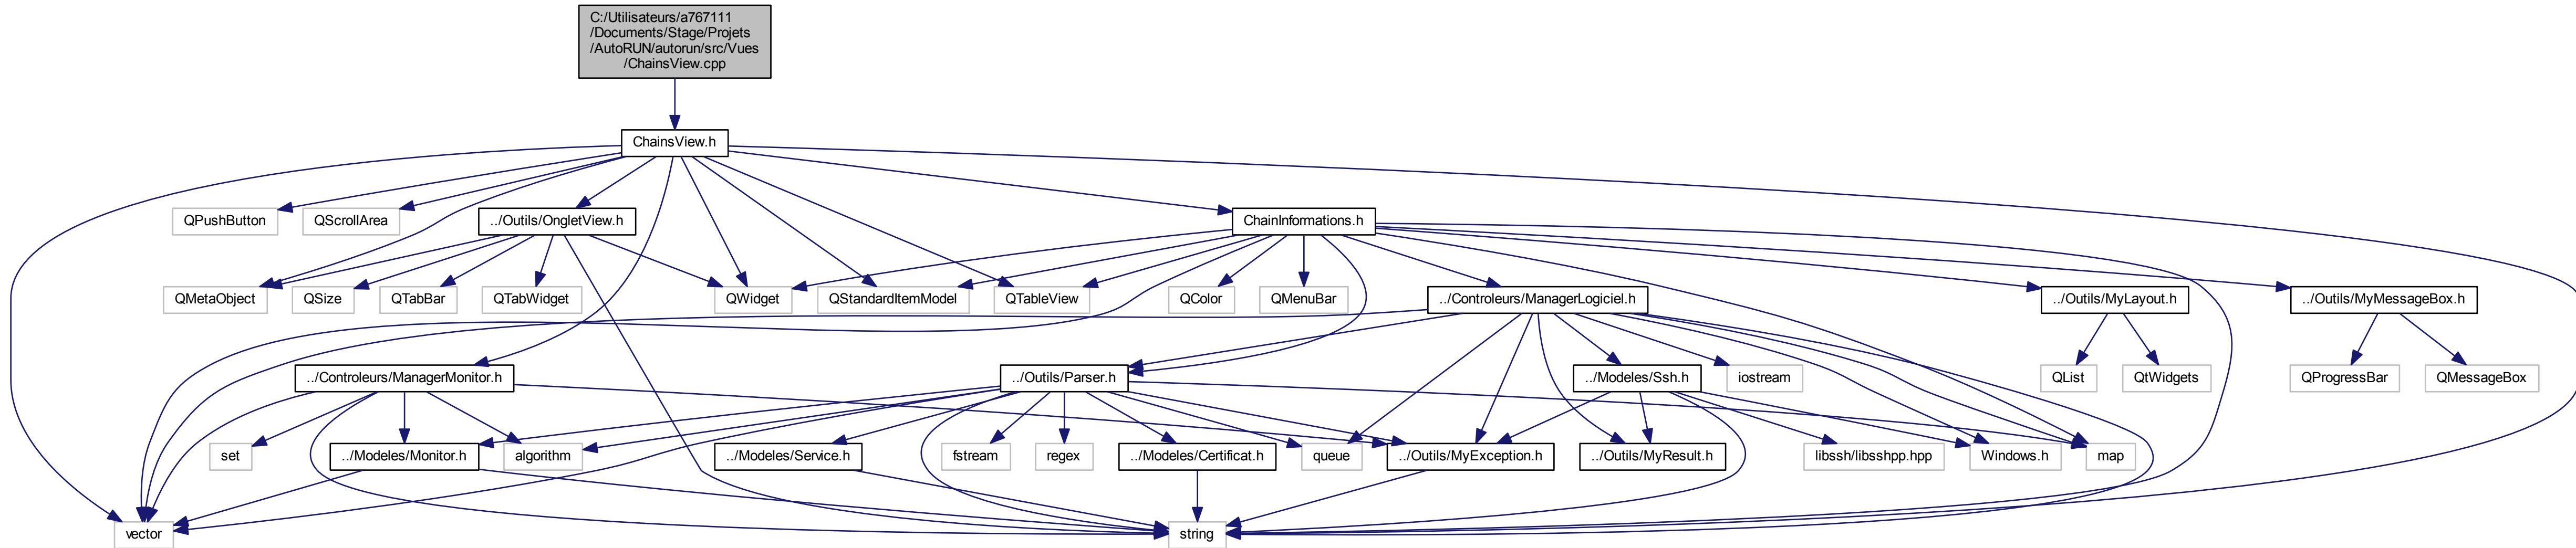 C:/Utilisateurs/a767111
/Documents/Stage/Projets
/AutoRUN/autorun/src/Vues
/ChainsView.cpp
ChainsView.h
QPushButton
QScrollArea
../Outils/OngletView.h
ChainInformations.h
QMetaObject
QSize
QTabBar
QTabWidget
QWidget
QStandardItemModel
QTableView
QColor
QMenuBar
../Controleurs/ManagerLogiciel.h
../Outils/MyLayout.h
../Outils/MyMessageBox.h
../Controleurs/ManagerMonitor.h
../Outils/Parser.h
../Modeles/Ssh.h
iostream
QList
QtWidgets
QProgressBar
QMessageBox
set
../Modeles/Monitor.h
algorithm
../Modeles/Service.h
fstream
regex
../Modeles/Certificat.h
queue
../Outils/MyException.h
../Outils/MyResult.h
libssh/libsshpp.hpp
Windows.h
map
vector
string